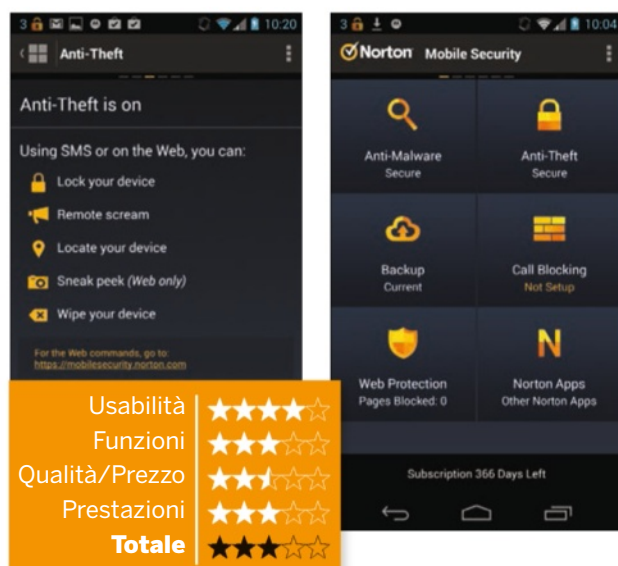 3 10:20
Anti-Theft
Anti-Theft is on
Using SMS or on the Web, you can:
Lock your device
Remote scream
Locate your device
Sneak peek (Web only)
Wipe your device
For the Web commands, go to:
https://mobilesecurity.norton.com
Usabilità
Funzioni
Qualità/Prezzo
Prestazioni
Totale
3 10:04
Norton Mobile Security
Anti-Malware
Secure
Anti-Theft
Secure
Backup
Current
Call Blocking
Not Setup
Web Protection
Pages Blocked: 0
Norton Apps
Other Norton Apps
Subscription 366 Days Left